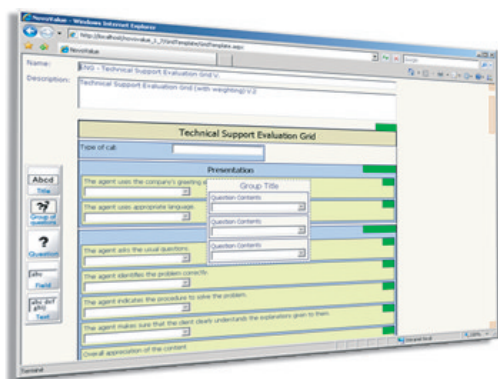 NovoValue - Windows Internet Explorer
NovoValue
Name:
ENG - Technical Support Evaluation Grid V.
Description:
Technical Support Evaluation Grid (with weighting) V.0
Technical Support Evaluation Grid
Type of call:
Presentation
The agent uses the company's greeting
The agent uses appropriate language.
Group Title
Question Contents
Question Contents
Question Contents
The agent asks the usual questions.
The agent identifies the problem correctly.
The agent indicates the procedure to solve the problem.
The agent makes sure that the client clearly understands the explanations given to them.
Overall appreciation of the content
Abcd
Title
??
Group of questions
?
Question
Field
Text
Terminé
Intranet local